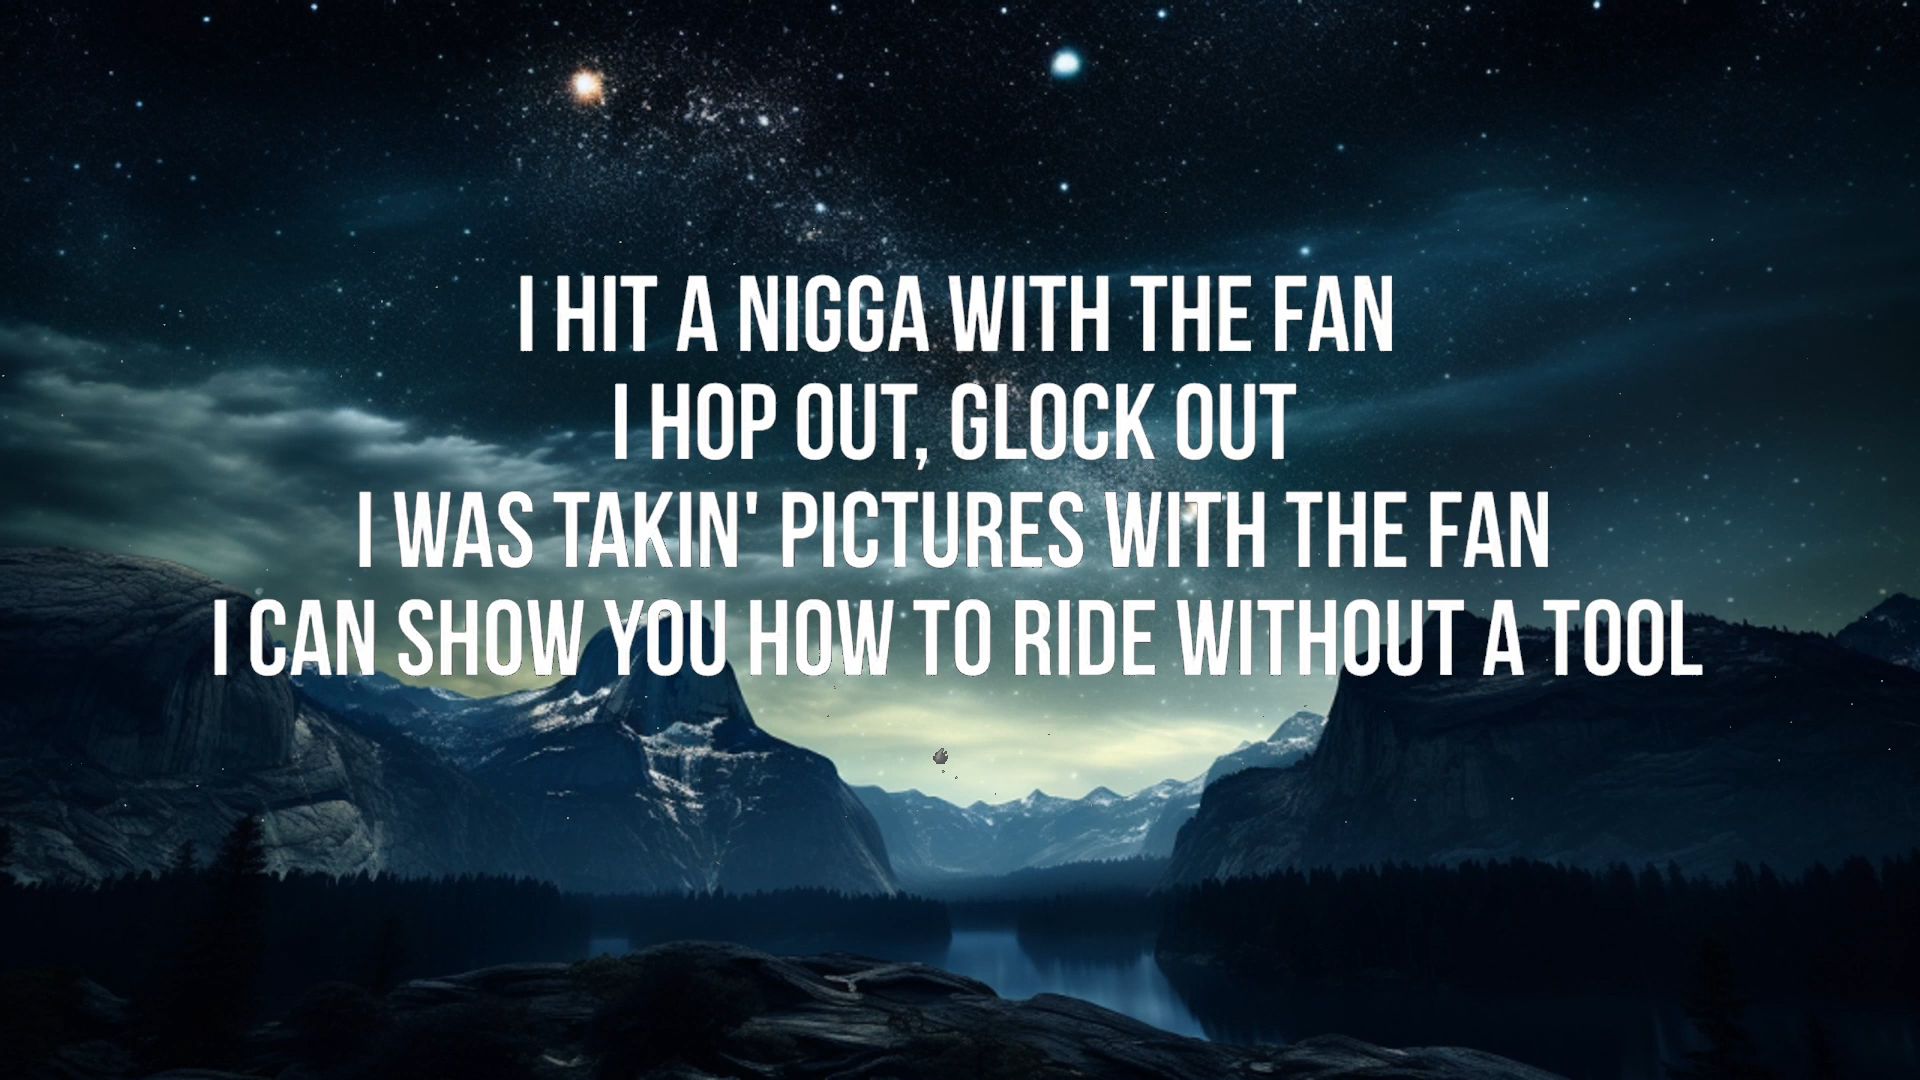 I HIT A NIGGA WITH THE FAN
I HOP OUT, GLOCK OUT
I WAS TAKIN' PICTURES WITH THE FAN
I CAN SHOW YOU HOW TO RIDE WITHOUT A TOOL